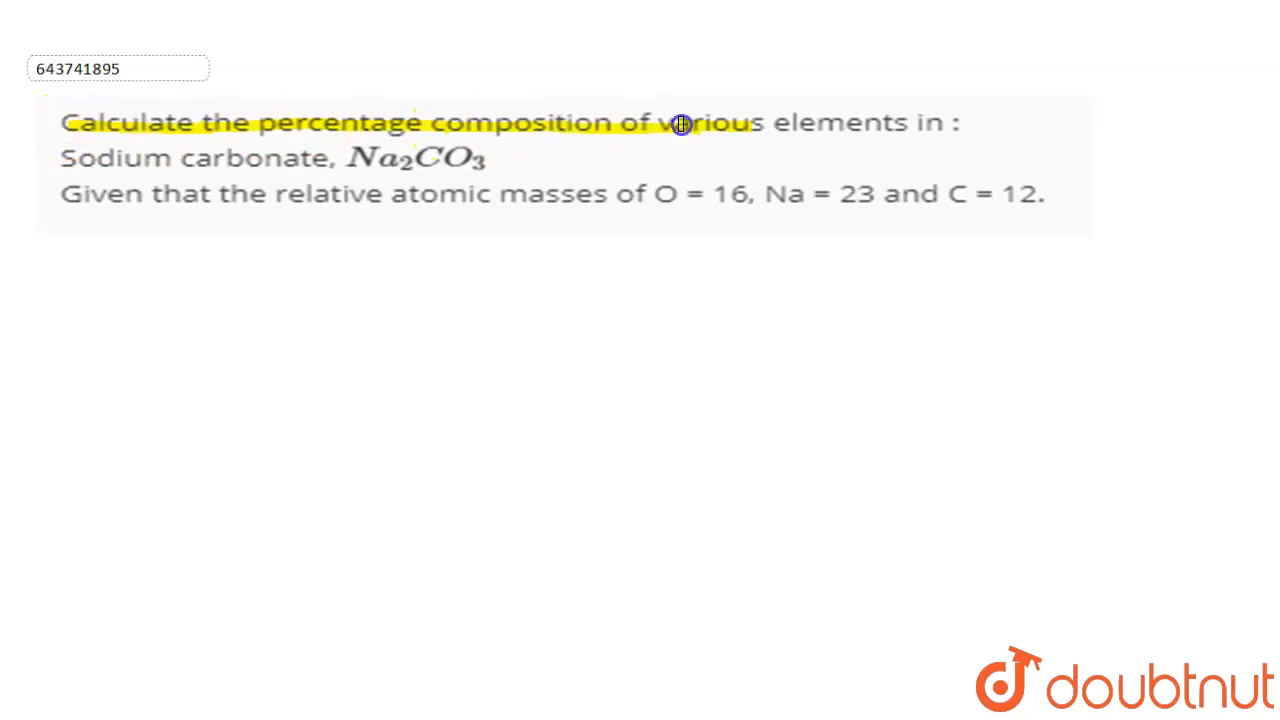 643741895
Calculate the percentage composition of various elements in :
Sodium carbonate, Na₂CO₃
Given that the relative atomic masses of O = 16, Na = 23 and C = 12.
doubtnut